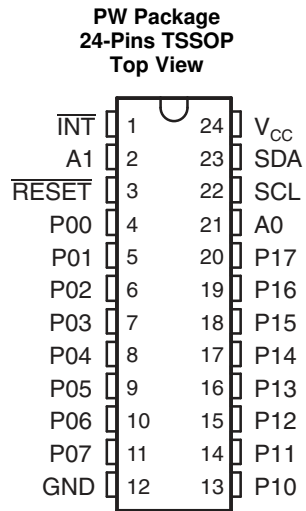 PW Package
24-Pins TSSOP
Top View
INT 1 24 VCC
A1 2 23 SDA
RESET 3 22 SCL
P00 4 21 A0
P01 5 20 P17
P02 6 19 P16
P03 7 18 P15
P04 8 17 P14
P05 9 16 P13
P06 10 15 P12
P07 11 14 P11
GND 12 13 P10